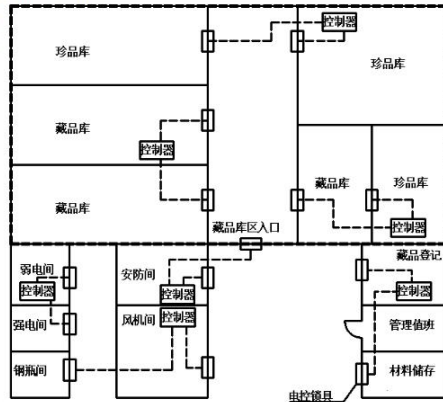 控制器
珍品库
珍品库
藏品库
控制器
藏品库
藏品库
珍品库
控制器
藏品库区入口
弱电间
安防间
藏品登记
控制器
控制器
控制器
强电间
风机间
控制器
管理值班
钢瓶间
材料储存
电控锁具